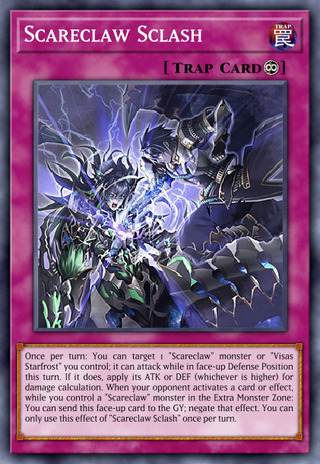 Scareclaw Sclash
TRAP
罠
[Trap Card]
Once per turn: You can target 1 "Scareclaw" monster or "Visas
Starfrost" you control; it can attack while in face-up Defense Position
this turn. If it does, apply its ATK or DEF (whichever is higher) for
damage calculation. When your opponent activates a card or effect,
while you control a "Scareclaw" monster in the Extra Monster Zone:
You can send this face-up card to the GY; negate that effect. You can
only use this effect of "Scareclaw Sclash" once per turn.